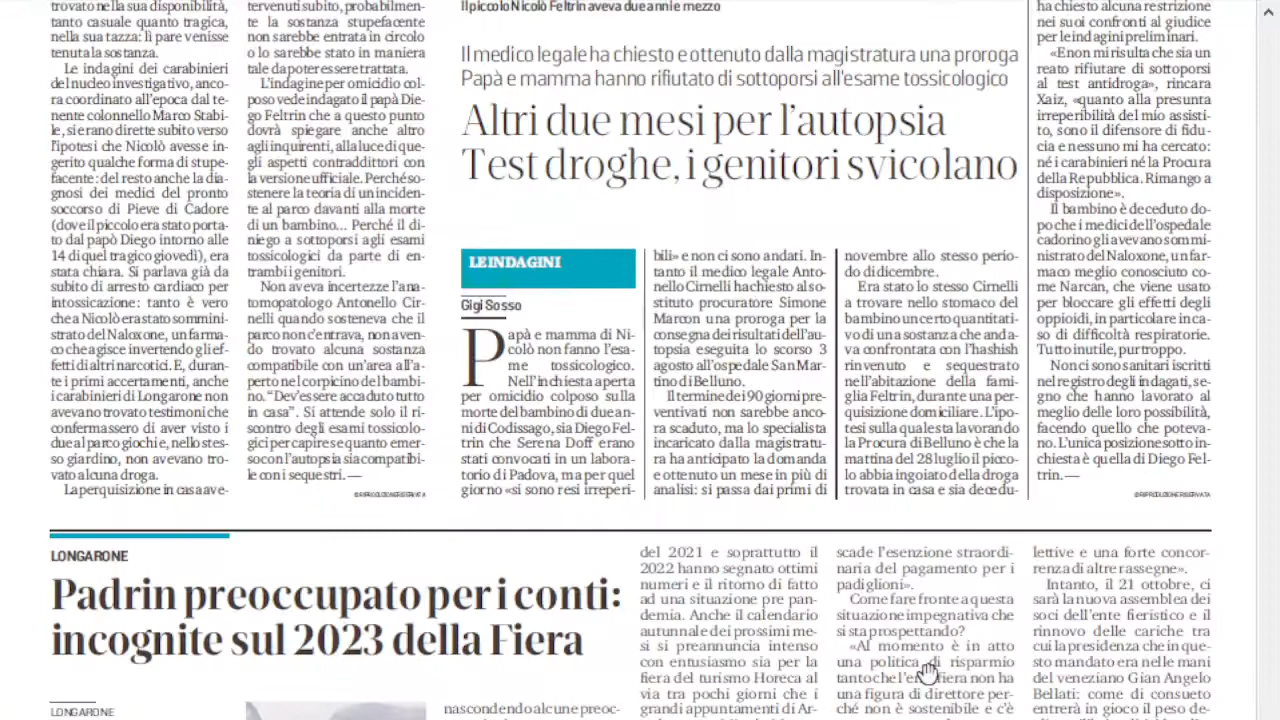 trovato nella sua disponibilità,
tanto casuale quanto tragica,
nella sua tazza: lì pare venisse
tenuta la sostanza.
Le indagini dei carabinieri
del nucleo investigativo, anco-
ra coordinato all'epoca dal te-
nente colonnello Marco Stabi-
le, si erano dirette subito verso
l'ipotesi che Nicolò avesse in-
gerito qualche forma di stupe-
facente: del resto anche la dia-
gnosi dei medici del pronto
soccorso di Pieve di Cadore
(dove il piccolo era stato porta-
to dal papò Diego intorno alle
14 di quel tragico giovedì), era
stata chiara. Si parlava già da
subito di arresto cardiaco per
intossicazione: tanto è vero
che a Nicolò era stato sommini-
strato del Naloxone, un farma-
co che agisce invertendo gli ef-
fetti di altri narcotici. E, duran-
te i primi accertamenti, anche
i carabinieri di Longarone non
avevano trovato testimoni che
confermassero di aver visto i
due al parco giochi e, nello stes-
so giardino, non avevano tro-
vato alcuna droga.
La perquisizione in casa ave-
tervenuti subito, probabilmen-
te la sostanza stupefacente
non sarebbe entrata in circolo
o lo sarebbe stato in maniera
tale da poter essere trattata.
L'indagine per omicidio col-
poso vede indagato il papà Die-
go Feltrin che a questo punto
dovrà spiegare anche altro
agli inquirenti, alla luce di que-
gli aspetti contraddittori con
la versione ufficiale. Perché so-
stenere la teoria di un inciden-
te al parco davanti alla morte
di un bambino... Perché il di-
niego a sottoporsi agli esami
tossicologici da parte di en-
trambi i genitori.
Non aveva incertezze l'ana-
tomopatologo Antonello Cir-
nelli quando sosteneva che il
parco non c'entrava, non aven-
do trovato alcuna sostanza
compatibile con un'area all'a-
perto nel corpicino del bambi-
no. “Dev'essere accaduto tutto
in casa”. Si attende solo il ri-
scontro degli esami tossicolo-
gici per capire se quanto emer-
so con l'autopsia sia compatibi-
le con i sequestri. —
©RIPRODUZIONE RISERVATA
Il piccolo Nicolò Feltrin aveva due anni e mezzo
Il medico legale ha chiesto e ottenuto dalla magistratura una proroga
Papà e mamma hanno rifiutato di sottoporsi all'esame tossicologico
Altri due mesi per l'autopsia
Test droghe, i genitori svicolano
LE INDAGINI
Gigi Sosso
Papà e mamma di Ni-
colò non fanno l'esa-
me tossicologico.
Nell'inchiesta aperta
per omicidio colposo sulla
morte del bambino di due an-
ni di Codissago, sia Diego Fel-
trin che Serena Doff erano
stati convocati in un labora-
torio di Padova, ma per quel
giorno «si sono resi irreperi-
bili» e non ci sono andati. In-
tanto il medico legale Anto-
nello Cirnelli ha chiesto al so-
stituto procuratore Simone
Marcon una proroga per la
consegna dei risultati dell'au-
topsia eseguita lo scorso 3
agosto all'ospedale San Mar-
tino di Belluno.
Il termine dei 90 giorni pre-
ventivati non sarebbe anco-
ra scaduto, ma lo specialista
incaricato dalla magistratu-
ra ha anticipato la domanda
e ottenuto un mese in più di
analisi: si passa dai primi di
novembre allo stesso perio-
do di dicembre.
Era stato lo stesso Cirnelli
a trovare nello stomaco del
bambino un certo quantitati-
vo di una sostanza che anda-
va confrontata con l'hashish
rinvenuto e sequestrato
nell'abitazione della fami-
glia Feltrin, durante una per-
quisizione domiciliare. L'ipo-
tesi sulla quale sta lavorando
la Procura di Belluno è che la
mattina del 28 luglio il picco-
lo abbia ingoiato della droga
trovata in casa e sia decedu-
ha chiesto alcuna restrizione
nei suoi confronti al giudice
per le indagini preliminari.
«E non mi risulta che sia un
reato rifiutare di sottoporsi
al test antidroga», rincara
Xaiz, «quanto alla presunta
irreperibilità del mio assisti-
to, sono il difensore di fidu-
cia e nessuno mi ha cercato:
né i carabinieri né la Procura
della Repubblica. Rimango a
disposizione».
Il bambino è deceduto do-
po che i medici dell'ospedale
cadorino gli avevano sommi-
nistrato del Naloxone, un far-
maco meglio conosciuto co-
me Narcan, che viene usato
per bloccare gli effetti degli
oppioidi, in particolare in ca-
so di difficoltà respiratorie.
Tutto inutile, purtroppo.
Non ci sono sanitari iscritti
nel registro degli indagati, se-
gno che hanno lavorato al
meglio delle loro possibilità,
facendo quello che poteva-
no. L'unica posizione sotto in-
chiesta è quella di Diego Fel-
trin. —
©RIPRODUZIONE RISERVATA
LONGARONE
Padrin preoccupato per i conti:
incognite sul 2023 della Fiera
LONGARONE
nascondendo alcune preoc-
del 2021 e soprattutto il
2022 hanno segnato ottimi
numeri e il ritorno di fatto
ad una situazione pre pan-
demia. Anche il calendario
autunnale dei prossimi me-
si si preannuncia intenso
con entusiasmo sia per la
fiera del turismo Horeca al
via tra pochi giorni che i
grandi appuntamenti di Ar-
scade l'esenzione straordi-
naria del pagamento per i
padiglioni».
Come fare fronte a questa
situazione impegnativa che
si sta prospettando?
«Al momento è in atto
una politica di risparmio
tanto che l'ente fiera non ha
una figura di direttore per-
ché non è sostenibile e c'è
lettive e una forte concor-
renza di altre rassegne».
Intanto, il 21 ottobre, ci
sarà la nuova assemblea dei
soci dell'ente fieristico e il
rinnovo delle cariche tra
cui la presidenza che in que-
sto mandato era nelle mani
del veneziano Gian Angelo
Bellati: come di consueto
entrerà in gioco il peso de-